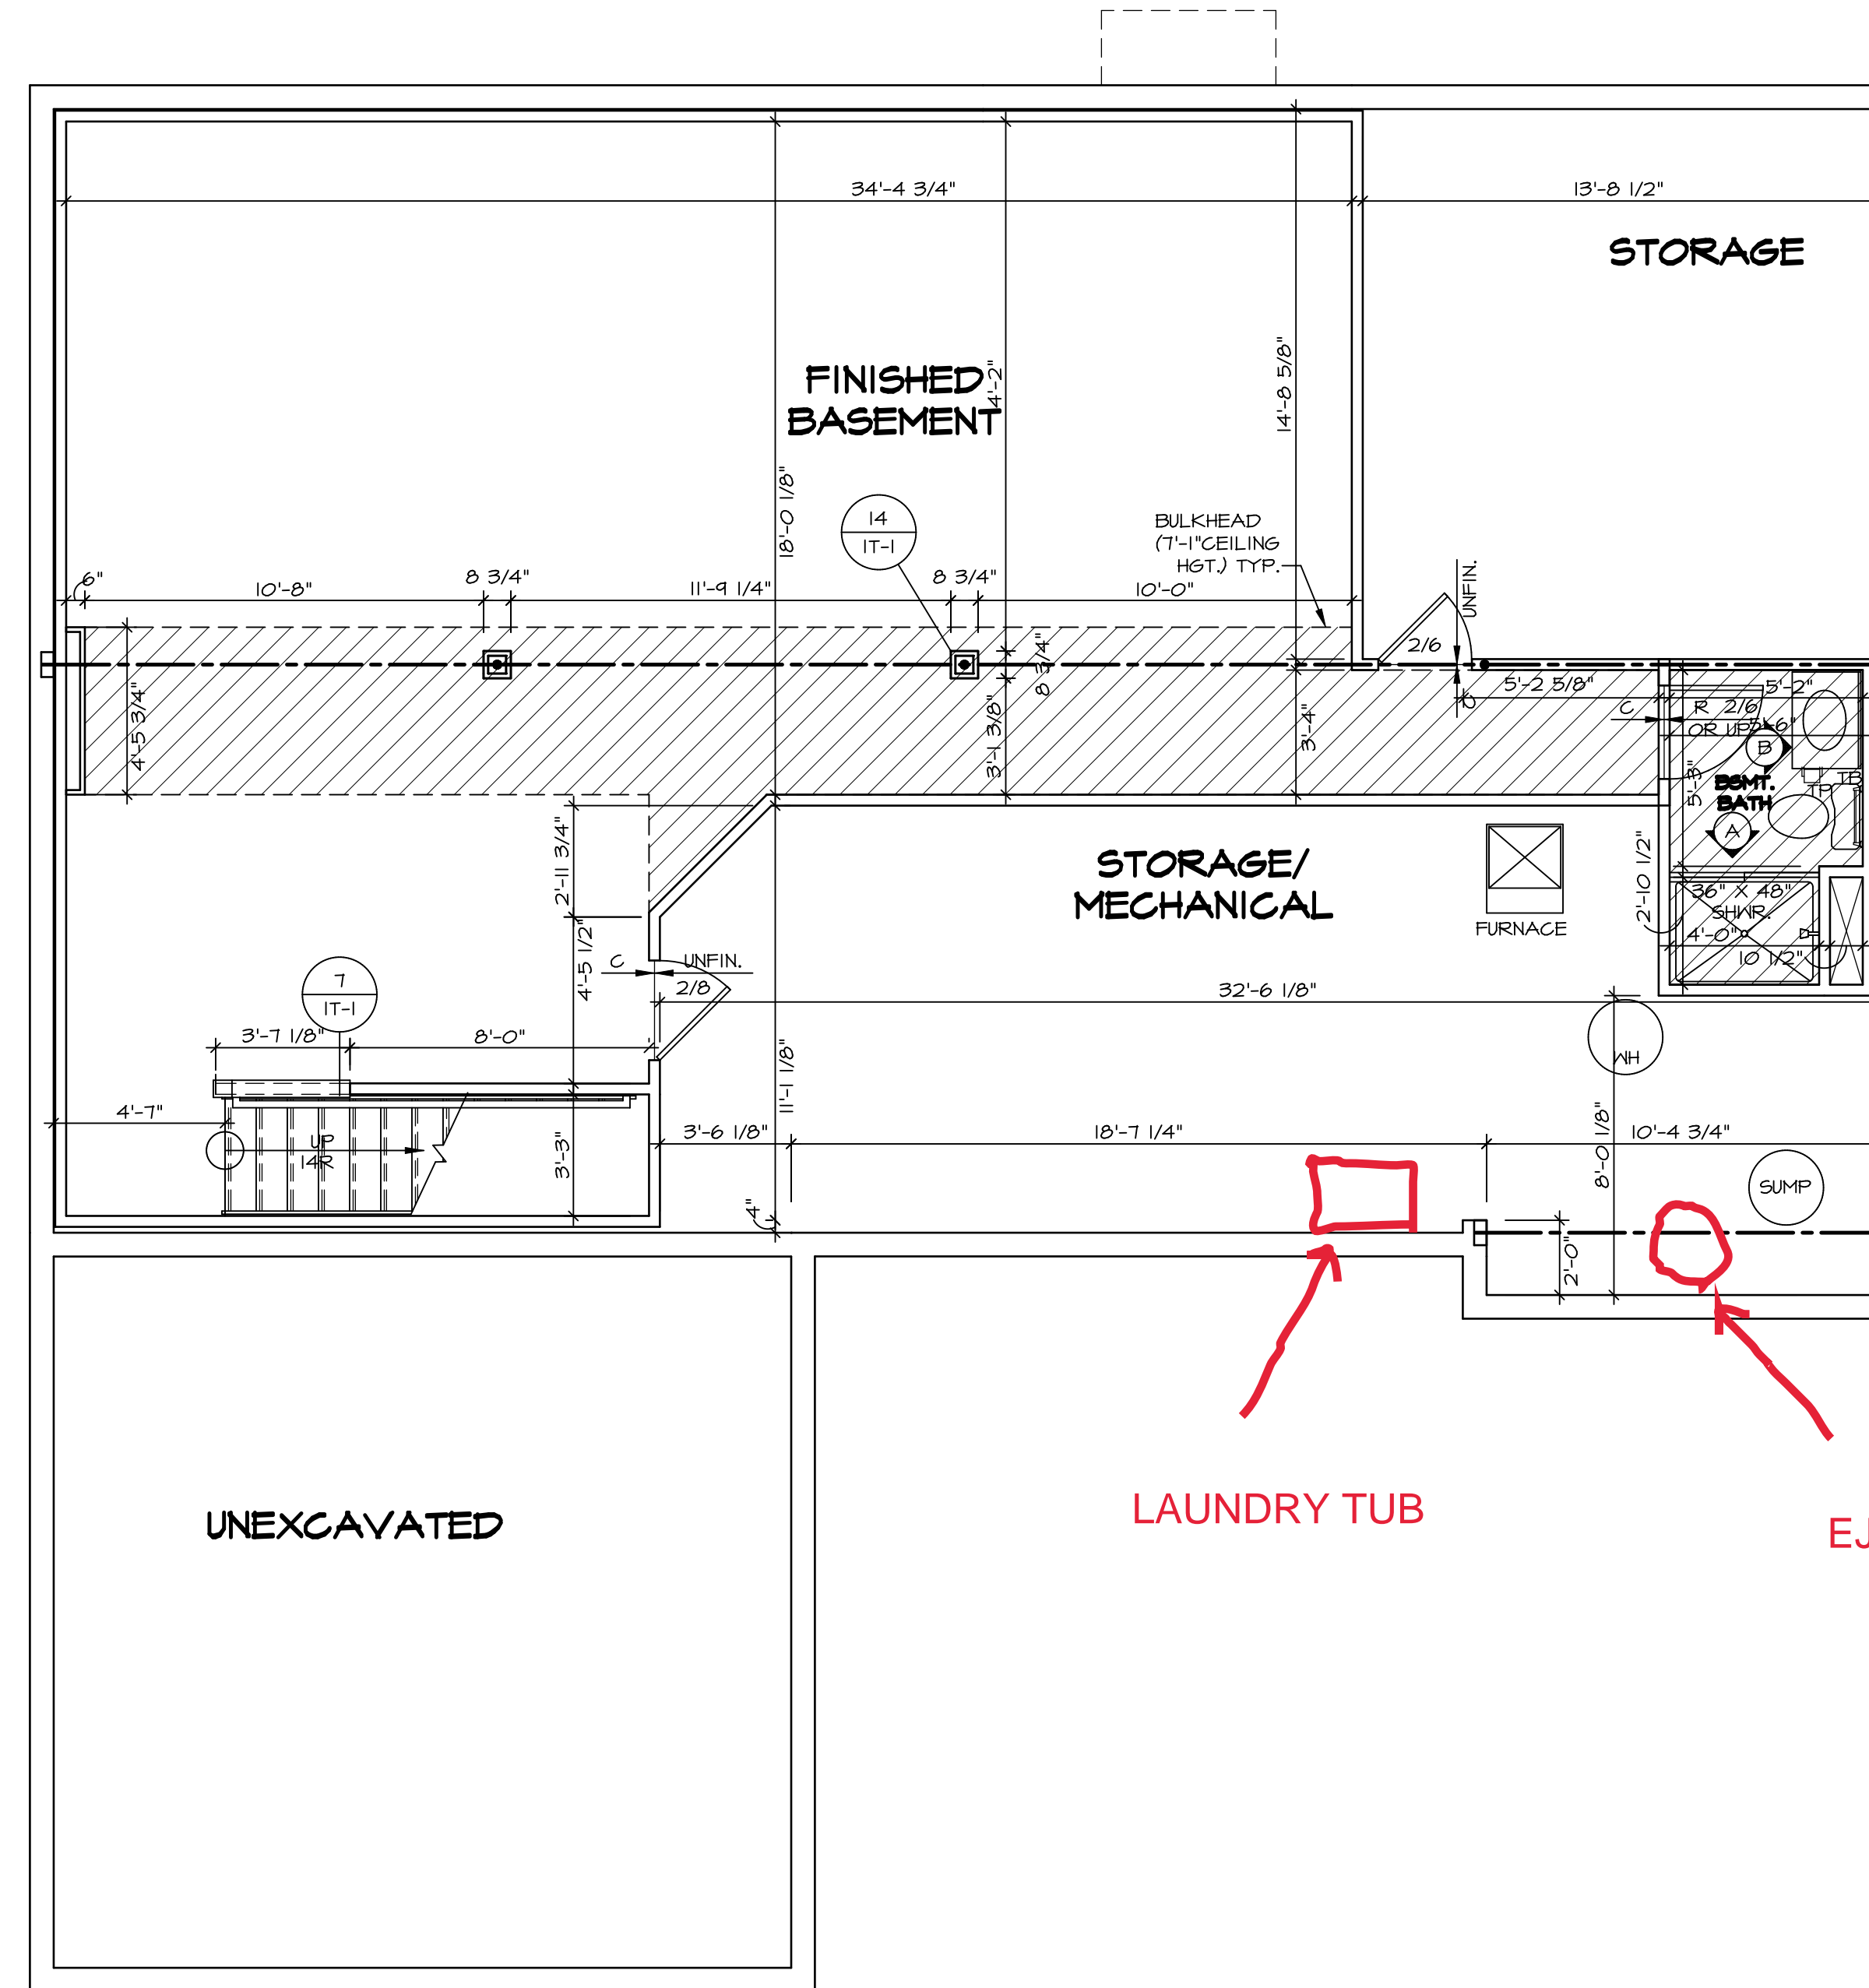 34'-4 3/4"
13'-8 1/2"
STORAGE
FINISHED
BASEMENT
4'-2"
14'-8 5/8"
18'-0 1/8"
14
1T-1
BULKHEAD
(7'-1"CEILING
HGT.) TYP.
UNFIN.
6"
10'-8"
8 3/4"
11'-9 1/4"
8 3/4"
10'-0"
2/6
8 3/4"
4'-5 3/4"
3'-1 3/8"
3'-4"
5'-2 5/8"
C
C
5'-2"
R 2/6
OR UP
5'-6"
B
5'-3"
BSMT.
BATH
TB
TP
A
2'-11 3/4"
STORAGE/
MECHANICAL
FURNACE
2'-10 1/2"
36" X 48"
SHWR.
4'-0"
10 1/2"
4'-5 1/2"
C
UNFIN.
2/8
7
1T-1
32'-6 1/8"
3'-7 1/8"
8'-0"
WH
11'-1 1/8"
4'-7"
UP
14R
3'-3"
3'-6 1/8"
18'-7 1/4"
8'-0 1/8"
10'-4 3/4"
SUMP
4"
2'-0"
LAUNDRY TUB
EJ
UNEXCAVATED